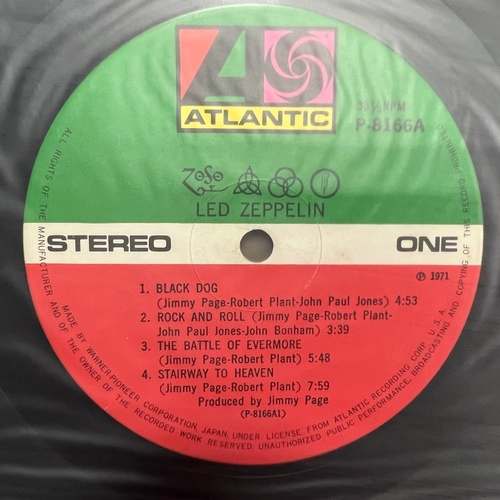 ATLANTIC
33⅓ RPM
P-8166A
ZoSo
LED ZEPPELIN
STEREO ONE
℗ 1971
1. BLACK DOG
(Jimmy Page-Robert Plant-John Paul Jones) 4:53
2. ROCK AND ROLL (Jimmy Page-Robert Plant-
John Paul Jones-John Bonham) 3:39
3. THE BATTLE OF EVERMORE
(Jimmy Page-Robert Plant) 5:48
4. STAIRWAY TO HEAVEN
(Jimmy Page-Robert Plant) 7:59
Produced by Jimmy Page
(P-8166A1)
MADE BY WARNER-PIONEER CORPORATION, JAPAN, UNDER LICENSE, FROM ATLANTIC RECORDING CORP. U.S.A.
ALL RIGHTS OF THE MANUFACTURER AND OF THE OWNER OF THE RECORDED WORK RESERVED. UNAUTHORIZED PUBLIC PERFORMANCE, BROADCASTING AND COPYING OF THIS RECORD PROHIBITED